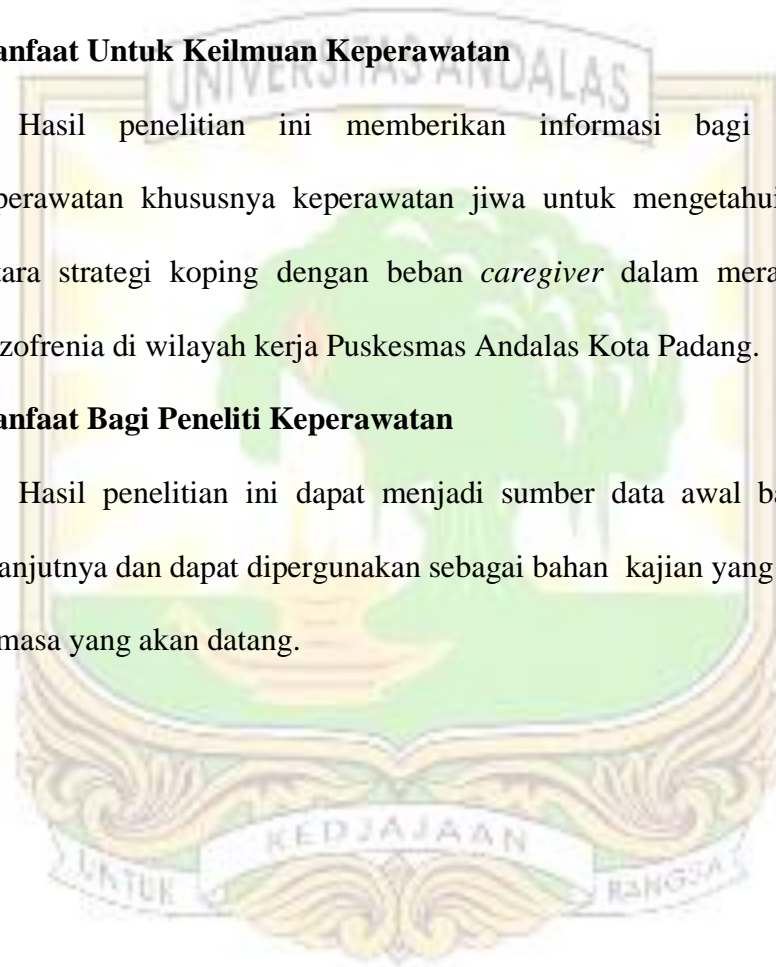 UNIVERSITAS ANDALAS
anfaat Untuk Keilmuan Keperawatan
Hasil penelitian ini memberikan informasi bagi
perawatan khususnya keperawatan jiwa untuk mengetahui
tara strategi koping dengan beban caregiver dalam mera
zofrenia di wilayah kerja Puskesmas Andalas Kota Padang.
anfaat Bagi Peneliti Keperawatan
Hasil penelitian ini dapat menjadi sumber data awal ba
anjutnya dan dapat dipergunakan sebagai bahan kajian yang
masa yang akan datang.
KEDJAJAAN
UNTUK BANGSA